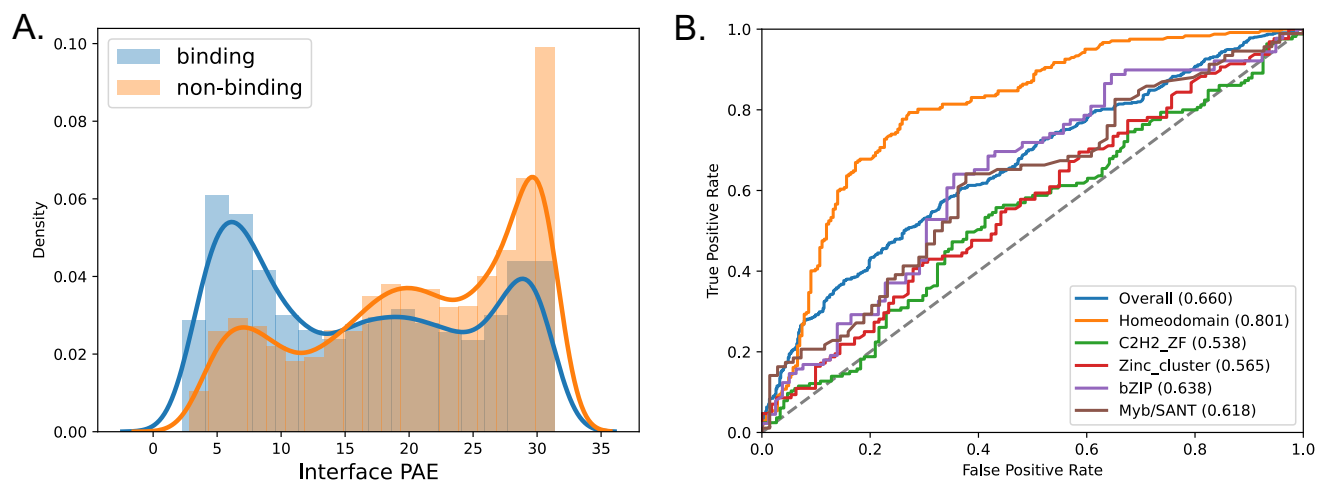 A.
binding
non-binding
0.10
0.08
0.06
0.04
0.02
0.00
Density
0
5
10
15
20
25
30
35
Interface PAE
B.
1.0
0.8
0.6
0.4
0.2
0.0
True Positive Rate
Overall (0.660)
Homeodomain (0.801)
C2H2_ZF (0.538)
Zinc_cluster (0.565)
bZIP (0.638)
Myb/SANT (0.618)
0.0
0.2
0.4
0.6
0.8
1.0
False Positive Rate